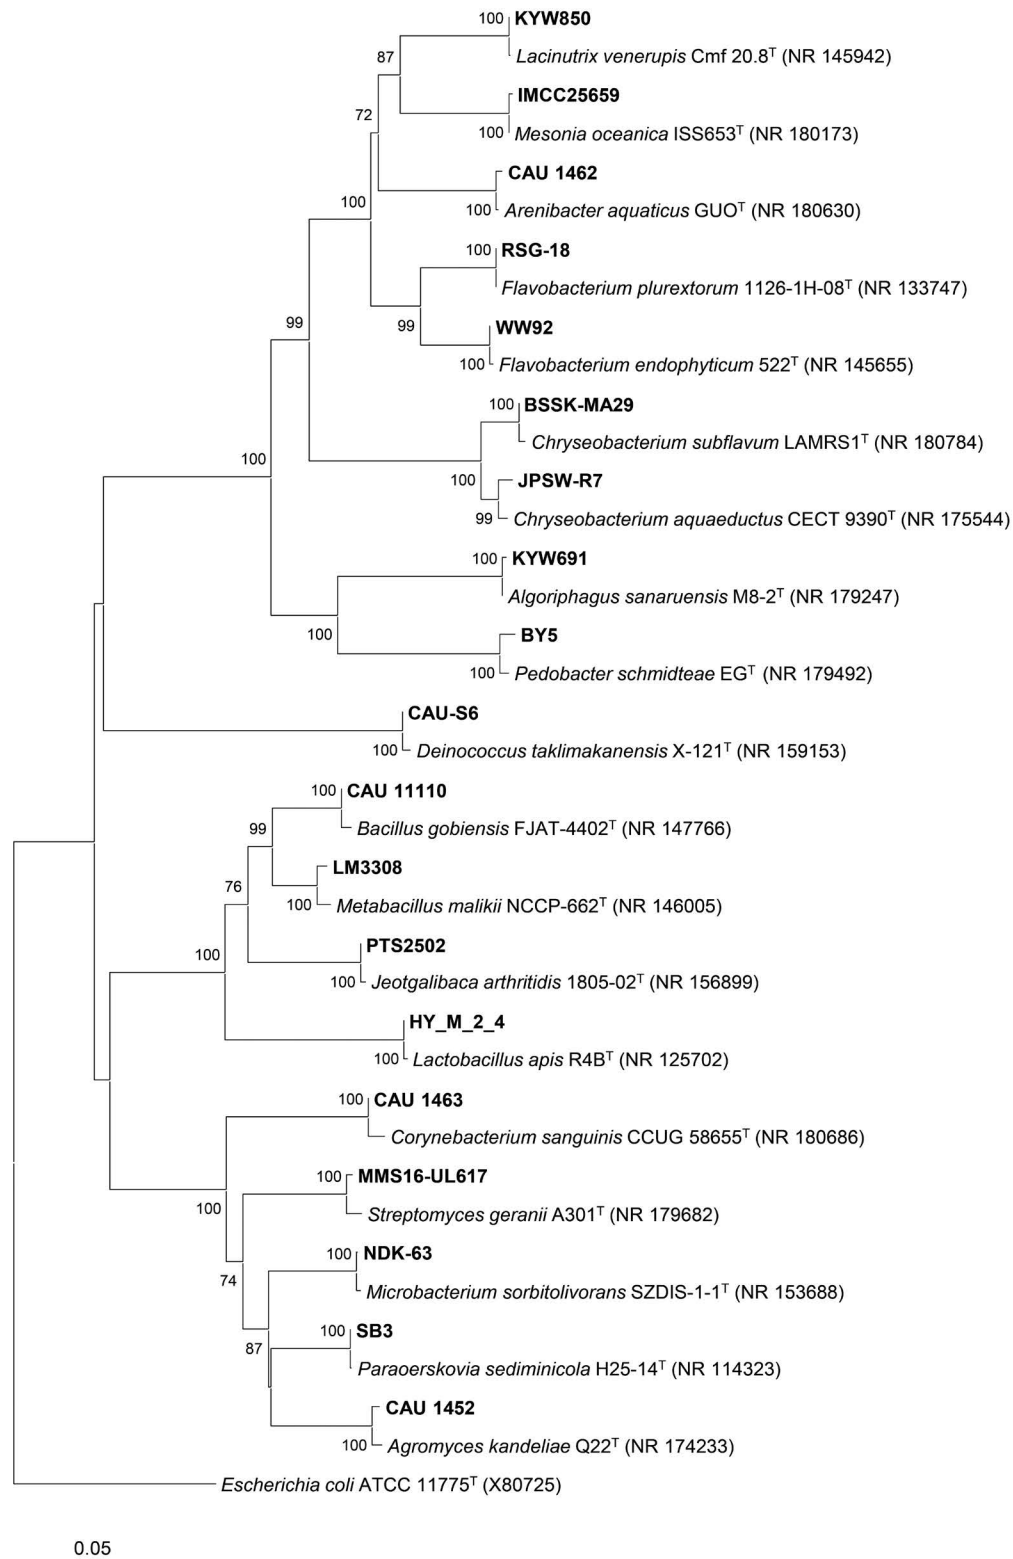 100 KYW850
Lacinutrix venerupis Cmf 20.8ᵀ (NR 145942)
87
100 IMCC25659
Mesonia oceanica ISS653ᵀ (NR 180173)
72
CAU 1462
100 Arenibacter aquaticus GUOᵀ (NR 180630)
100
100 RSG-18
Flavobacterium plurextorum 1126-1H-08ᵀ (NR 133747)
99
99 WW92
100 Flavobacterium endophyticum 522ᵀ (NR 145655)
100 BSSK-MA29
Chryseobacterium subflavum LAMRS1ᵀ (NR 180784)
100
100 JPSW-R7
99 Chryseobacterium aquaeductus CECT 9390ᵀ (NR 175544)
100 KYW691
Algoriphagus sanaruensis M8-2ᵀ (NR 179247)
100 BY5
100 Pedobacter schmidteae EGᵀ (NR 179492)
CAU-S6
100 Deinococcus taklimakanensis X-121ᵀ (NR 159153)
100 CAU 11110
99 Bacillus gobiensis FJAT-4402ᵀ (NR 147766)
LM3308
76
100 Metabacillus malikii NCCP-662ᵀ (NR 146005)
PTS2502
100
100 Jeotgalibaca arthritidis 1805-02ᵀ (NR 156899)
HY_M_2_4
100 Lactobacillus apis R4Bᵀ (NR 125702)
100 CAU 1463
Corynebacterium sanguinis CCUG 58655ᵀ (NR 180686)
100 MMS16-UL617
100 Streptomyces geranii A301ᵀ (NR 179682)
100 NDK-63
74
Microbacterium sorbitolivorans SZDIS-1-1ᵀ (NR 153688)
100 SB3
87
Paraoerskovia sediminicola H25-14ᵀ (NR 114323)
CAU 1452
100 Agromyces kandeliae Q22ᵀ (NR 174233)
Escherichia coli ATCC 11775ᵀ (X80725)
0.05